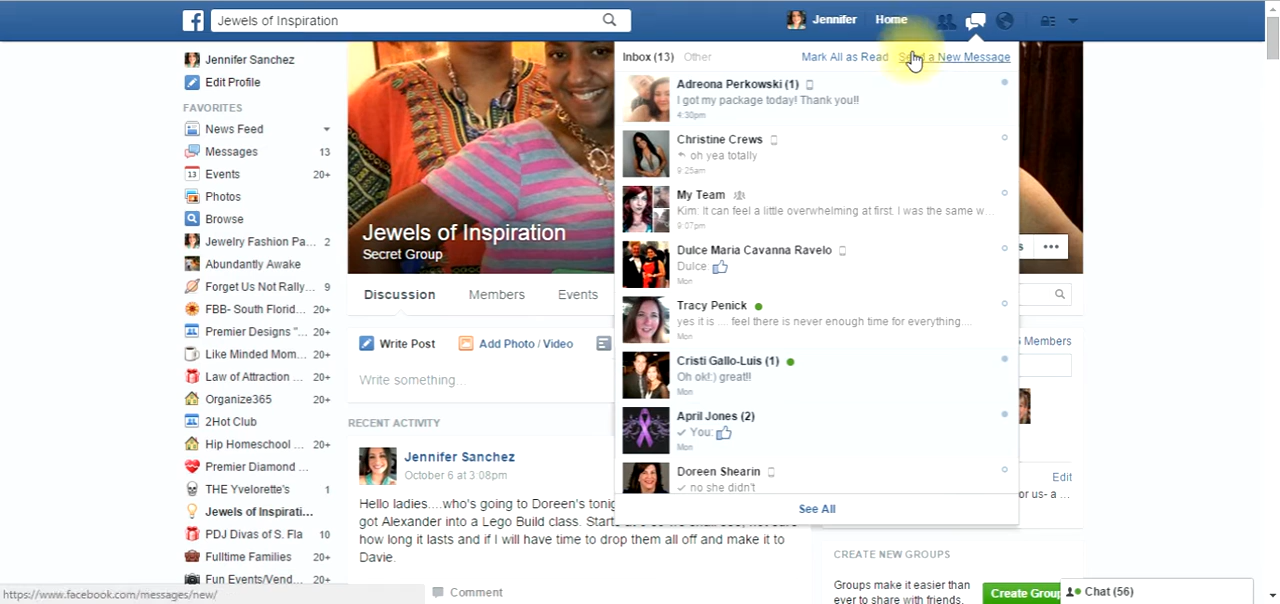 Jewels of Inspiration
Jennifer
Home
Jennifer Sanchez
Edit Profile
FAVORITES
News Feed
Messages 13
Events 20+
Photos
Browse
Jewelry Fashion Pa... 2
Abundantly Awake
Forget Us Not Rally... 9
FBB- South Florid... 20+
Premier Designs "... 20+
Like Minded Mom... 20+
Law of Attraction ... 20+
Organize365 20+
2Hot Club
Hip Homeschool ... 20+
Premier Diamond ...
THE Yvelorette's 1
Jewels of Inspirati...
PDJ Divas of S. Fla 10
Fulltime Families 20+
Fun Events/Vend... 20+
https://www.facebook.com/messages/new/
Jewels of Inspiration
Secret Group
Discussion Members Events
Write Post Add Photo / Video
Write something...
RECENT ACTIVITY
Jennifer Sanchez
October 6 at 3:08pm
Hello ladies....who's going to Doreen's tonig
got Alexander into a Lego Build class. Starts
how long it lasts and if I will have time to drop them all off and make it to
Davie.
Comment
Inbox (13) Other Mark All as Read Send a New Message
Adreona Perkowski (1)
I got my package today! Thank you!!
4:30pm
Christine Crews
oh yea totally
9:25am
My Team
Kim: It can feel a little overwhelming at first. I was the same w...
9:07pm
Dulce Maria Cavanna Ravelo
Dulce:
Mon
Tracy Penick
yes it is ... feel there is never enough time for everything...
Mon
Cristi Gallo-Luis (1)
Oh ok!:) great!!
Mon
April Jones (2)
You:
Mon
Doreen Shearin
no she didn't
See All
s
Members
Edit
or us- a ...
CREATE NEW GROUPS
Groups make it easier than
ever to share with friends,
Create Group
Chat (56)